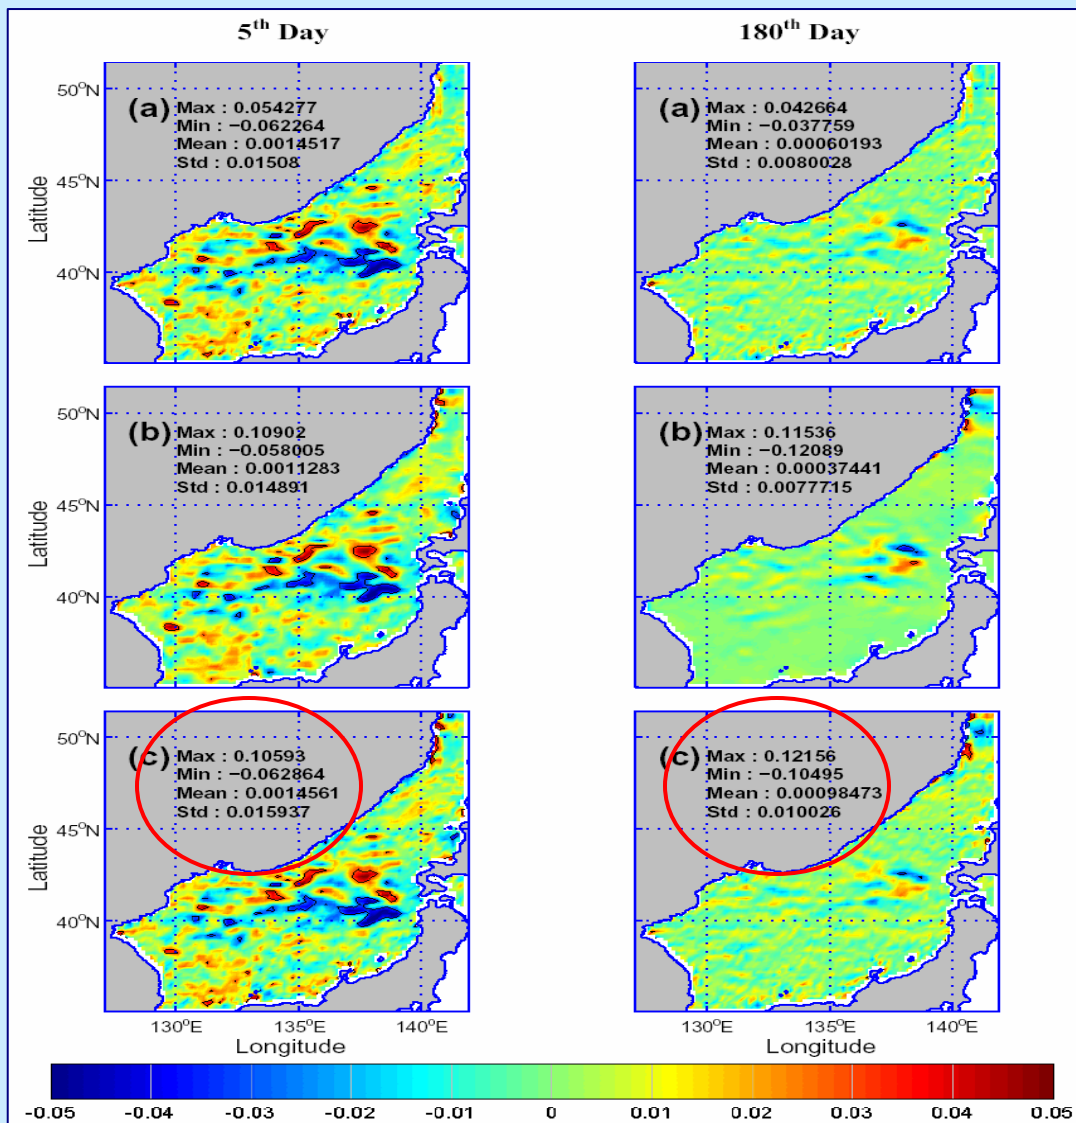 5th Day
180th Day
50°N
45°N
40°N
Latitude
(a)
Max : 0.054277
Min : −0.062264
Mean : 0.0014517
Std : 0.01508
(a)
Max : 0.042664
Min : −0.037759
Mean : 0.00060193
Std : 0.0080028
50°N
45°N
40°N
Latitude
(b)
Max : 0.10902
Min : −0.058005
Mean : 0.0011283
Std : 0.014891
(b)
Max : 0.11536
Min : −0.12089
Mean : 0.00037441
Std : 0.0077715
50°N
45°N
40°N
Latitude
(c)
Max : 0.10593
Min : −0.062864
Mean : 0.0014561
Std : 0.015937
(c)
Max : 0.12156
Min : −0.10495
Mean : 0.00098473
Std : 0.010026
130°E 135°E 140°E
Longitude
130°E 135°E 140°E
Longitude
-0.05 -0.04 -0.03 -0.02 -0.01 0 0.01 0.02 0.03 0.04 0.05